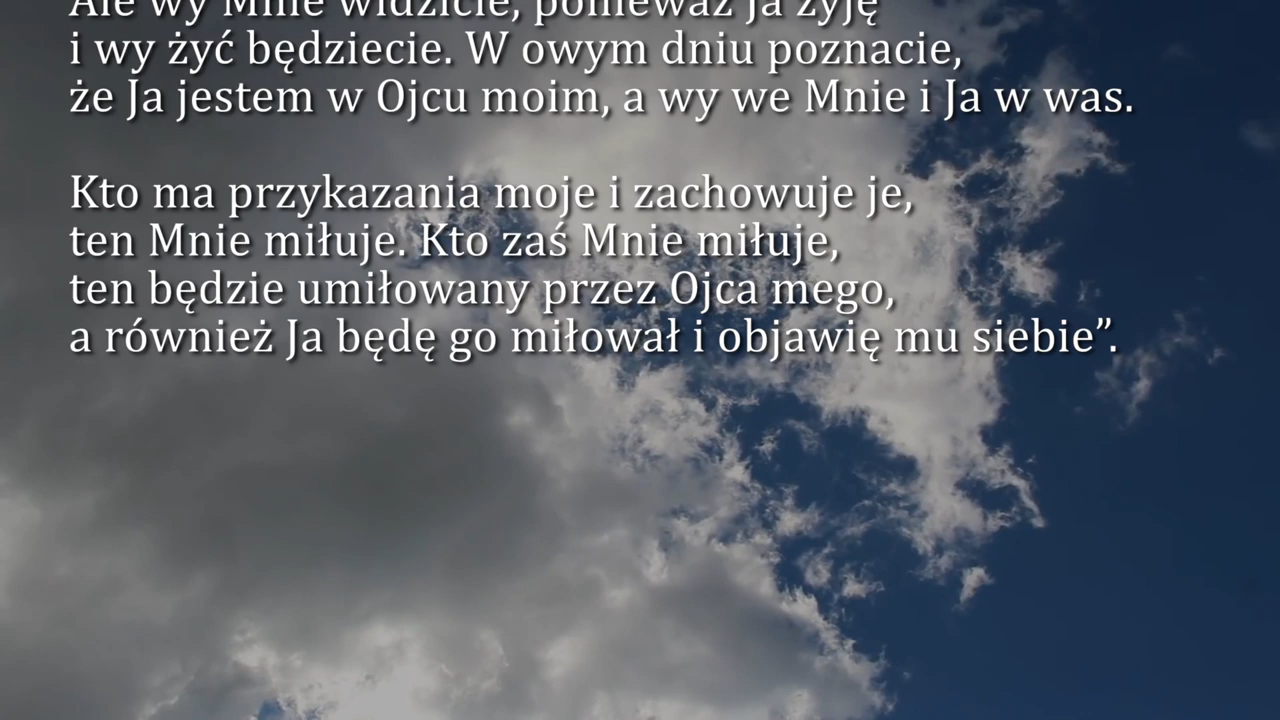 Ale wy Mnie widzicie, ponieważ Ja żyję
i wy żyć będziecie. W owym dniu poznacie,
że Ja jestem w Ojcu moim, a wy we Mnie i Ja w was.
Kto ma przykazania moje i zachowuje je,
ten Mnie miłuje. Kto zaś Mnie miłuje,
ten będzie umiłowany przez Ojca mego,
a również Ja będę go miłował i objawię mu siebie”.